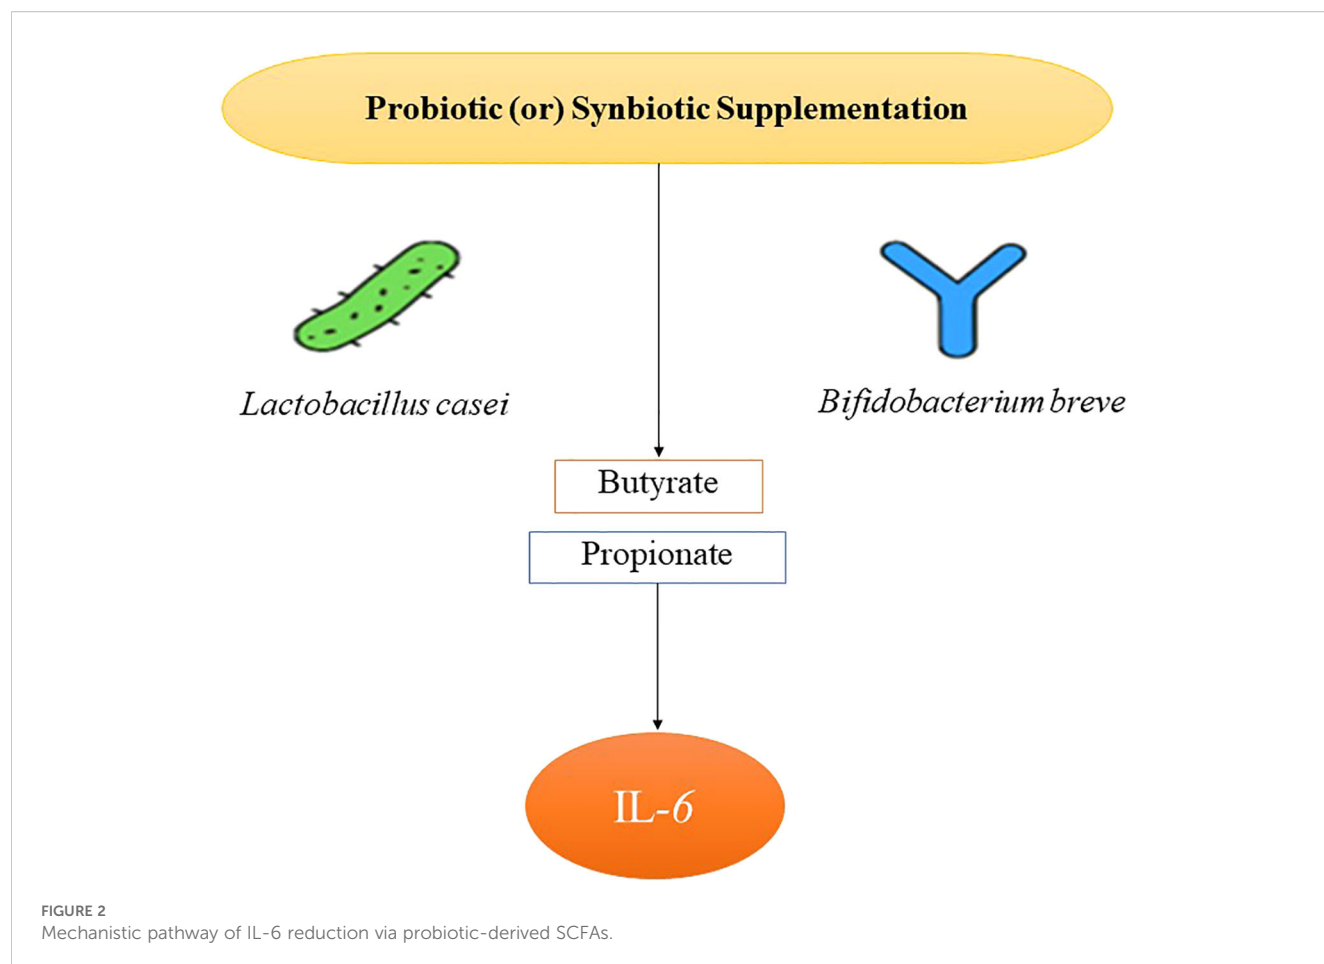 Probiotic (or) Synbiotic Supplementation
Lactobacillus casei
Bifidobacterium breve
Butyrate
Propionate
IL-6
FIGURE 2
Mechanistic pathway of IL-6 reduction via probiotic-derived SCFAs.